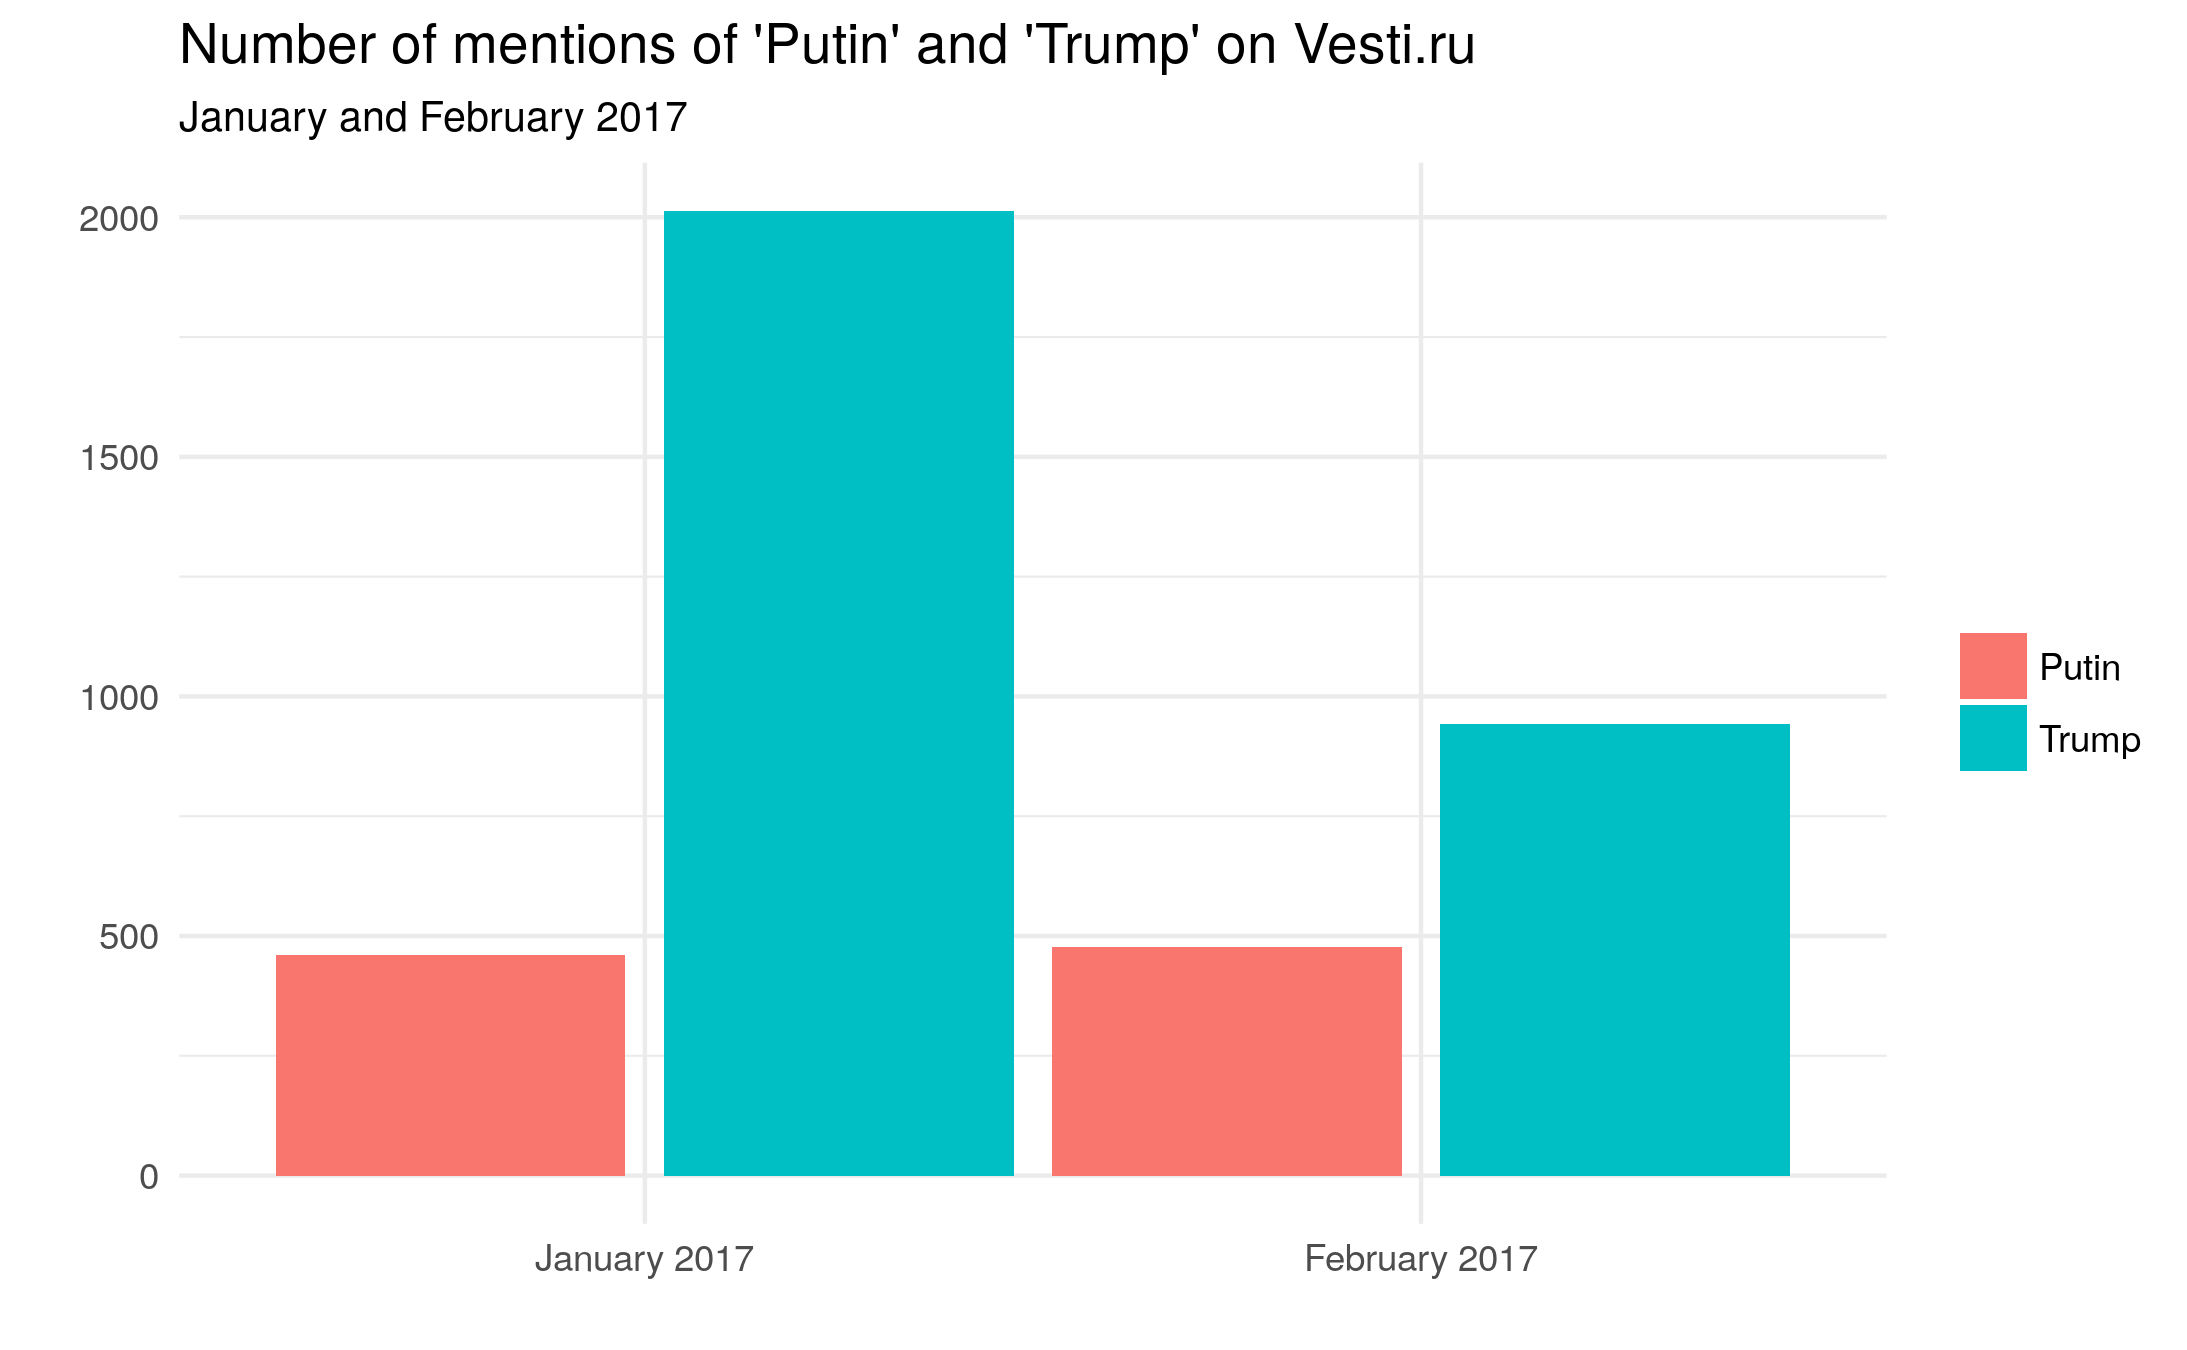 Number of mentions of 'Putin' and 'Trump' on Vesti.ru
January and February 2017
2000
1500
1000
500
0
January 2017
February 2017
Putin
Trump